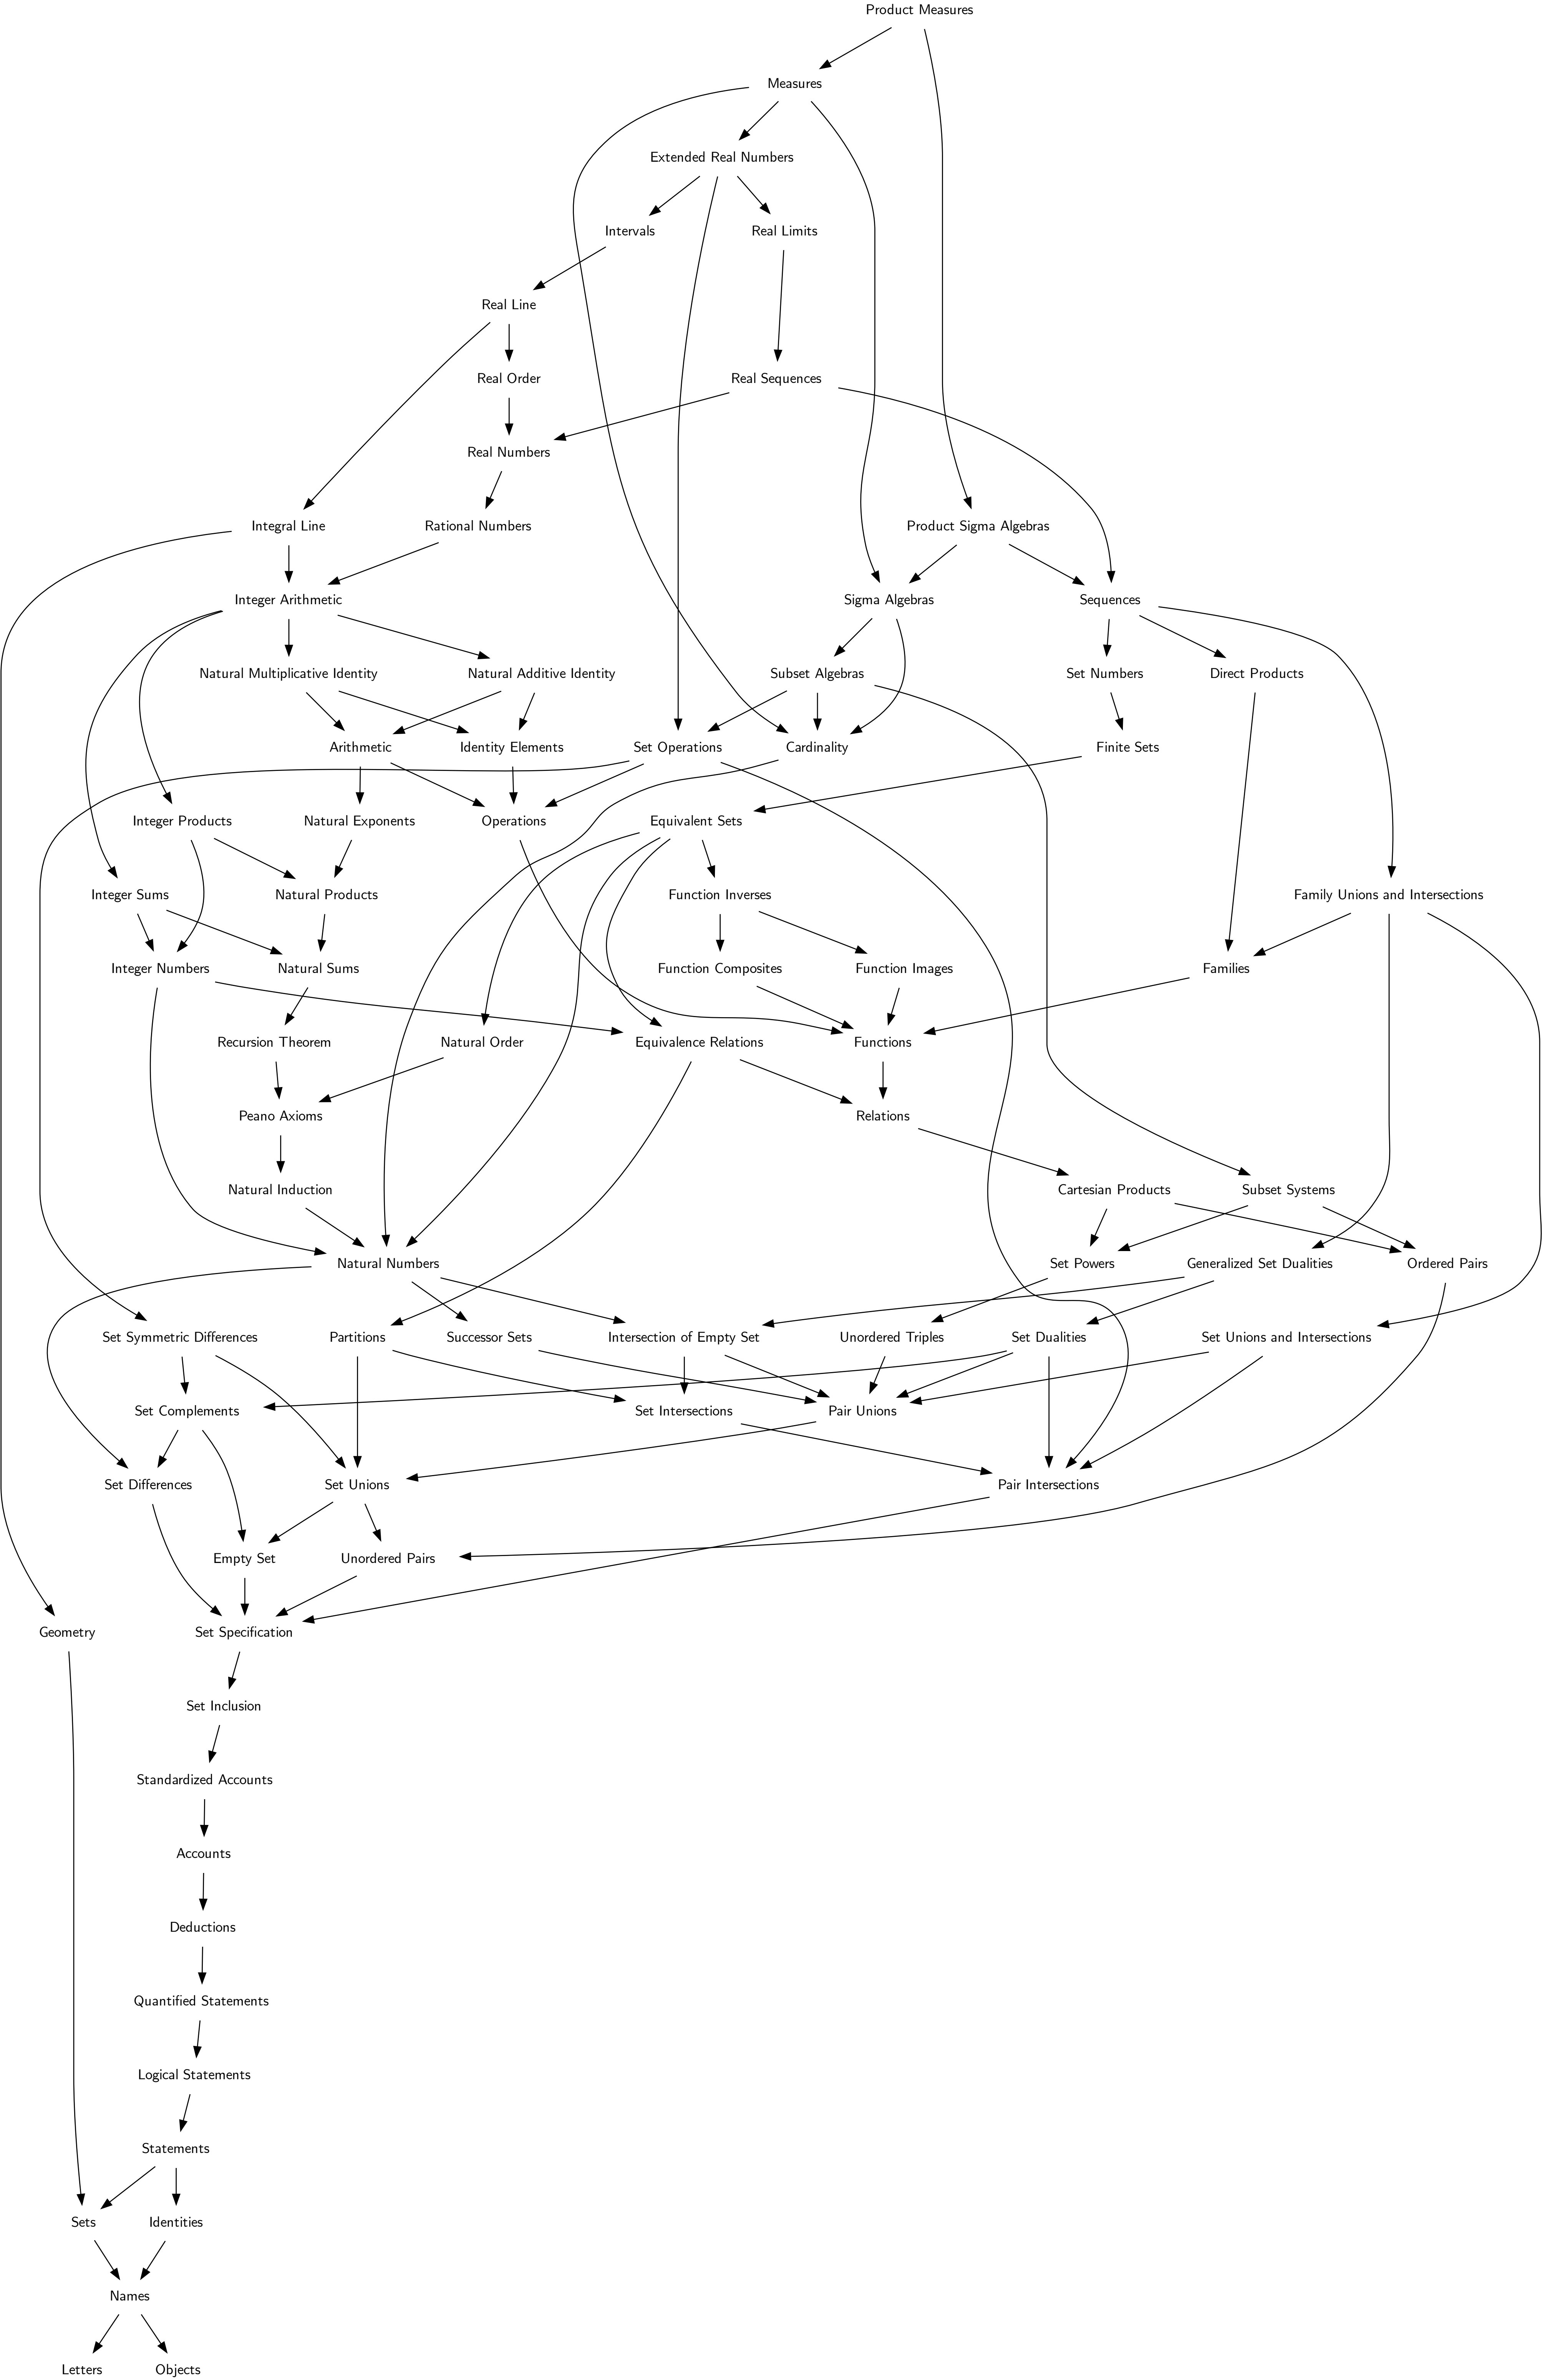 Product Measures
Measures
Extended Real Numbers
Intervals
Real Limits
Real Line
Real Order
Real Sequences
Real Numbers
Integral Line
Rational Numbers
Product Sigma Algebras
Integer Arithmetic
Sigma Algebras
Sequences
Natural Multiplicative Identity
Natural Additive Identity
Subset Algebras
Set Numbers
Direct Products
Arithmetic
Identity Elements
Set Operations
Cardinality
Finite Sets
Integer Products
Natural Exponents
Operations
Equivalent Sets
Integer Sums
Natural Products
Function Inverses
Family Unions and Intersections
Integer Numbers
Natural Sums
Function Composites
Function Images
Families
Recursion Theorem
Natural Order
Equivalence Relations
Functions
Peano Axioms
Relations
Natural Induction
Cartesian Products
Subset Systems
Natural Numbers
Set Powers
Generalized Set Dualities
Ordered Pairs
Set Symmetric Differences
Partitions
Successor Sets
Intersection of Empty Set
Unordered Triples
Set Dualities
Set Unions and Intersections
Set Complements
Set Intersections
Pair Unions
Set Differences
Set Unions
Pair Intersections
Empty Set
Unordered Pairs
Geometry
Set Specification
Set Inclusion
Standardized Accounts
Accounts
Deductions
Quantified Statements
Logical Statements
Statements
Sets
Identities
Names
Letters
Objects